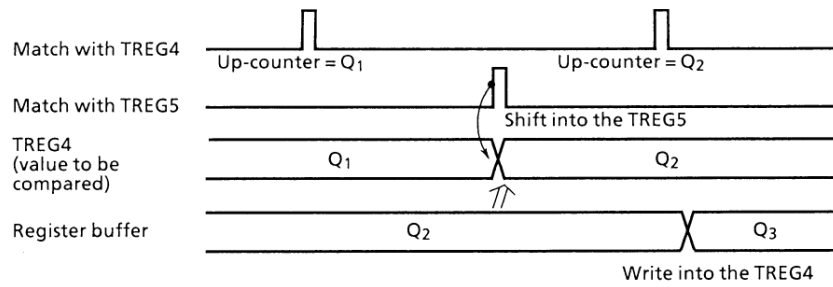 Match with TREG4
Up-counter = Q1
Up-counter = Q2
Match with TREG5
Shift into the TREG5
TREG4
(value to be
compared)
Q1
Q2
Register buffer
Q2
Q3
Write into the TREG4